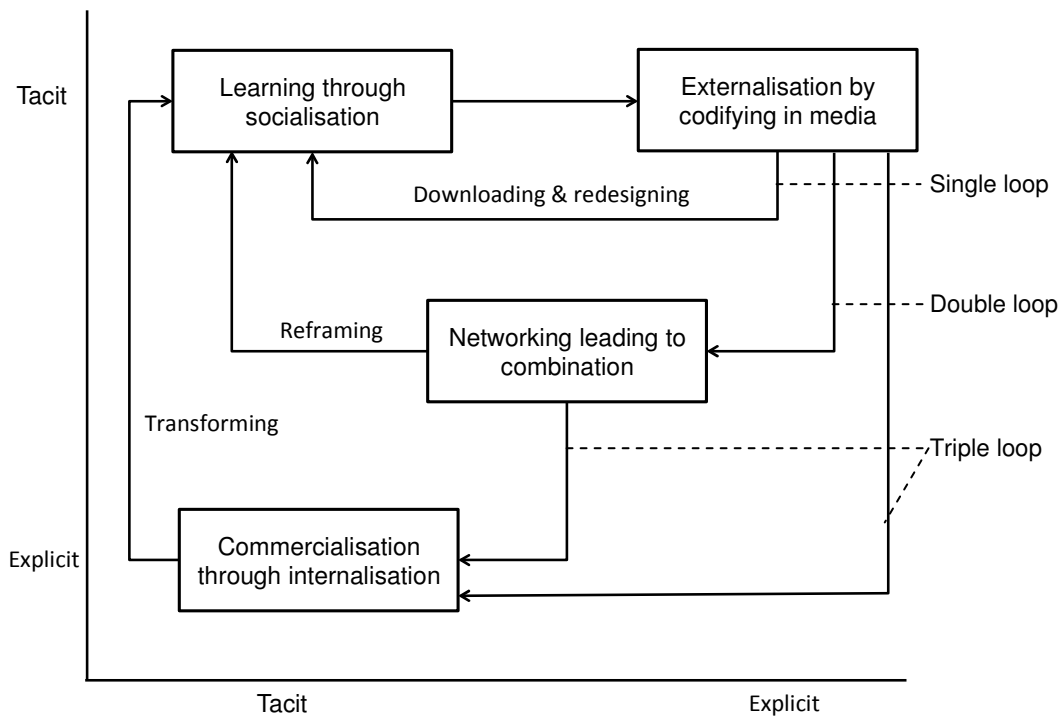 Tacit
Learning through
socialisation
Externalisation by
codifying in media
Downloading & redesigning
Single loop
Reframing
Networking leading to
combination
Double loop
Transforming
Triple loop
Explicit
Commercialisation
through internalisation
Tacit
Explicit